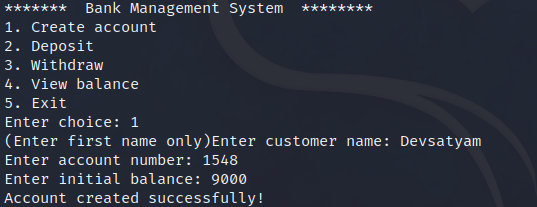 *******  Bank Management System  ********
1. Create account
2. Deposit
3. Withdraw
4. View balance
5. Exit
Enter choice: 1
(Enter first name only)Enter customer name: Devsatyam
Enter account number: 1548
Enter initial balance: 9000
Account created successfully!